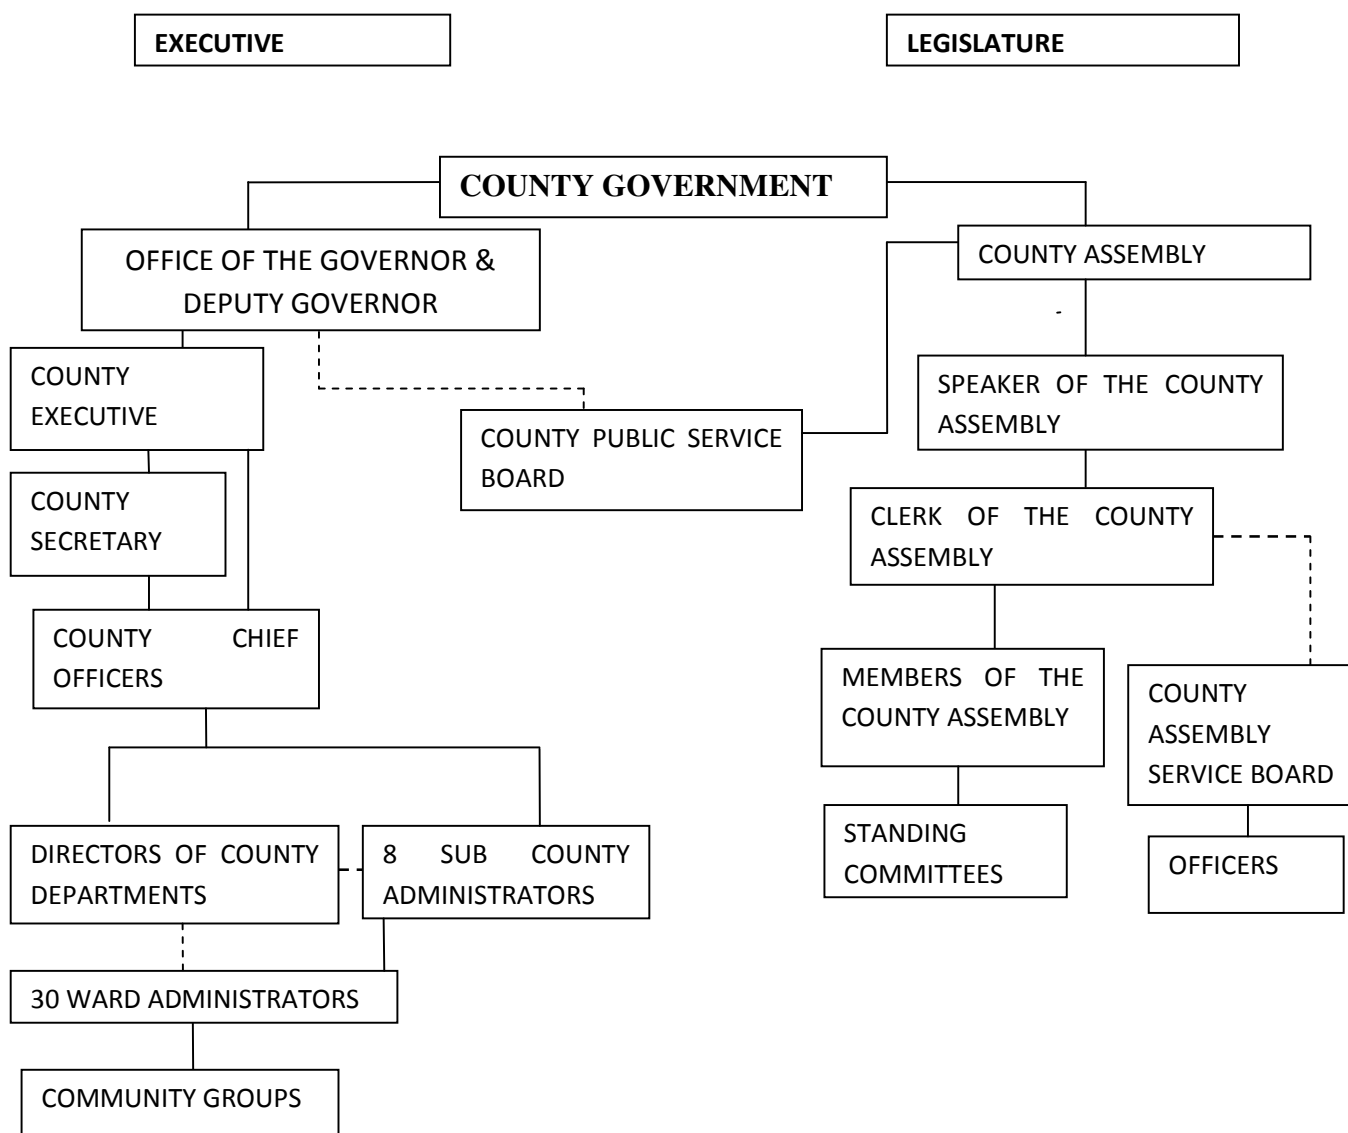 EXECUTIVE
LEGISLATURE
COUNTY GOVERNMENT
OFFICE OF THE GOVERNOR &
DEPUTY GOVERNOR
COUNTY ASSEMBLY
COUNTY
EXECUTIVE
SPEAKER OF THE COUNTY
ASSEMBLY
COUNTY PUBLIC SERVICE
BOARD
COUNTY
SECRETARY
CLERK OF THE COUNTY
ASSEMBLY
COUNTY CHIEF
OFFICERS
MEMBERS OF THE
COUNTY ASSEMBLY
COUNTY
ASSEMBLY
SERVICE BOARD
DIRECTORS OF COUNTY
DEPARTMENTS
8 SUB COUNTY
ADMINISTRATORS
STANDING
COMMITTEES
OFFICERS
30 WARD ADMINISTRATORS
COMMUNITY GROUPS